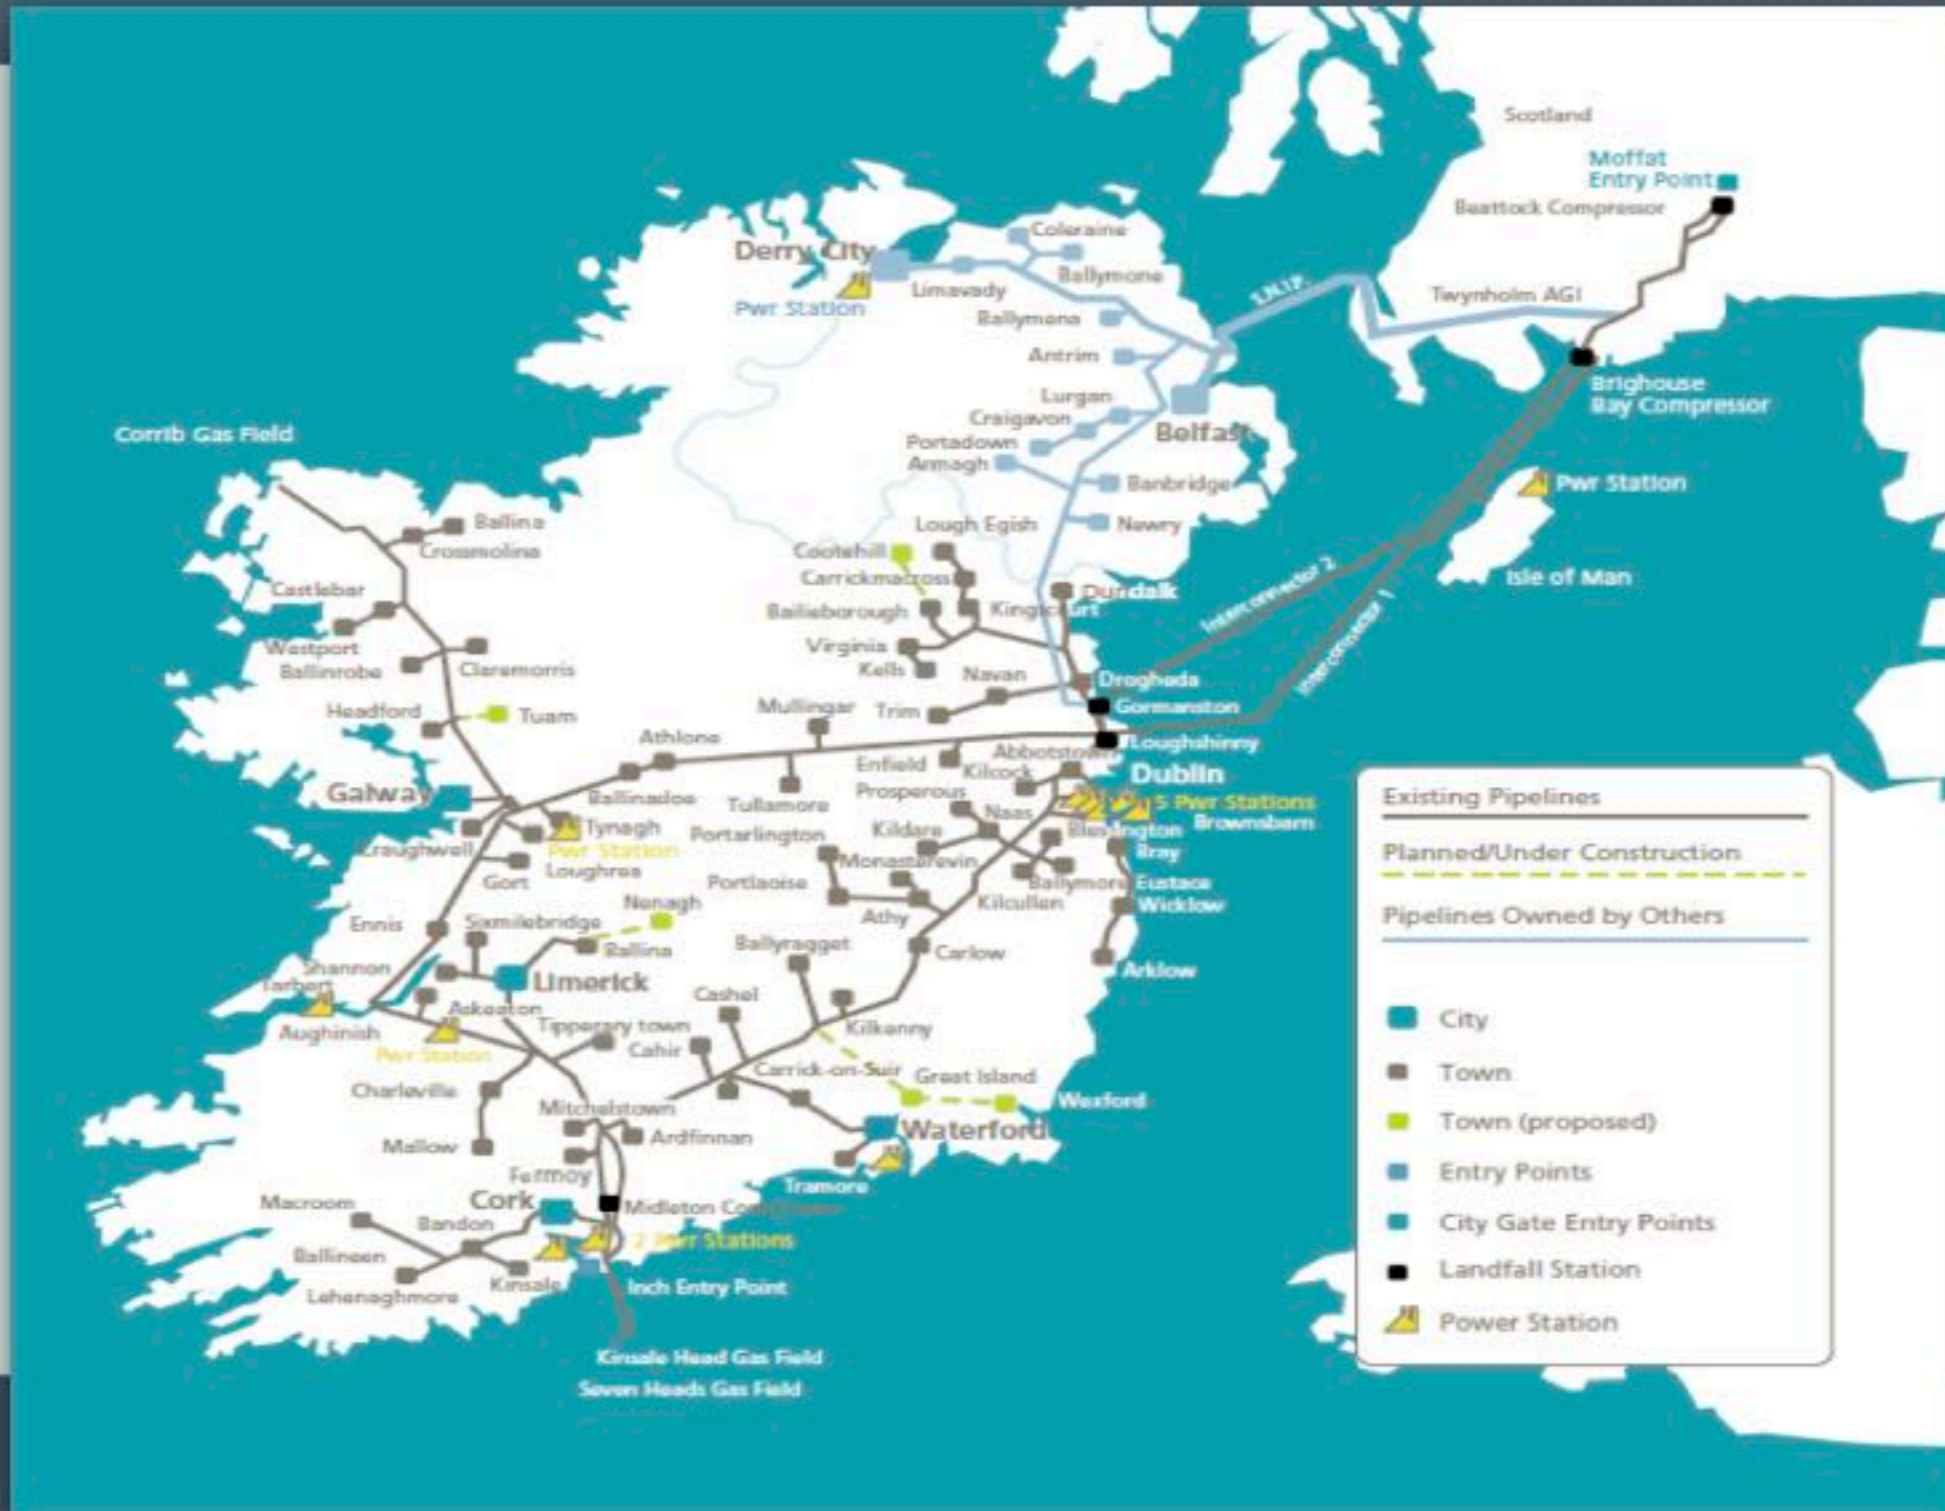 Scotland
Moffat
Entry Point
Beattock Compressor
Coleraine
Derry City
Ballymone
Limavady
Pwr Station
S.N.I.P.
Twynholm AGI
Ballymena
Antrim
Brighouse
Bay Compressor
Lurgan
Craigavon
Belfast
Portadown
Armagh
Corrib Gas Field
Banbridge
Pwr Station
Newry
Lough Egish
Ballina
Crossmolina
Cootehill
Carrickmacross
Isle of Man
Interconnector 2
Interconnector 1
Castlebar
Dundalk
Bailieborough
Kingscourt
Westport
Ballinrobe
Claremorris
Virginia
Kells
Navan
Drogheda
Headford
Tuam
Mullingar
Trim
Gormanston
Athlone
Abbotstown
Loughshinny
Enfield
Kilcock
Dublin
Galway
Ballinasloe
Tullamore
Prosperous
Naas
5 Pwr Stations
Brownsbarn
Tynagh
Pwr Station
Portarlington
Kildare
Blessington
Bray
Craughwell
Loughrea
Monasterevin
Gort
Portlaoise
Ballymore
Eustace
Nenagh
Athy
Kilcullen
Wicklow
Ennis
Sixmilebridge
Ballina
Ballyragget
Carlow
Shannon
Tarbert
Limerick
Arklow
Cashel
Askeaton
Aughinish
Tipperary town
Kilkenny
Pwr Station
Cahir
Carrick-on-Suir
Great Island
Charleville
Mitchelstown
Wexford
Waterford
Ardfinnan
Mallow
Fermoy
Tramore
Macroom
Cork
Midleton
Bandon
2 Pwr Stations
Ballineen
Kinsale
Inch Entry Point
Lehenaghmore
Kinsale Head Gas Field
Seven Heads Gas Field
Existing Pipelines
Planned/Under Construction
Pipelines Owned by Others
City
Town
Town (proposed)
Entry Points
City Gate Entry Points
Landfall Station
Power Station